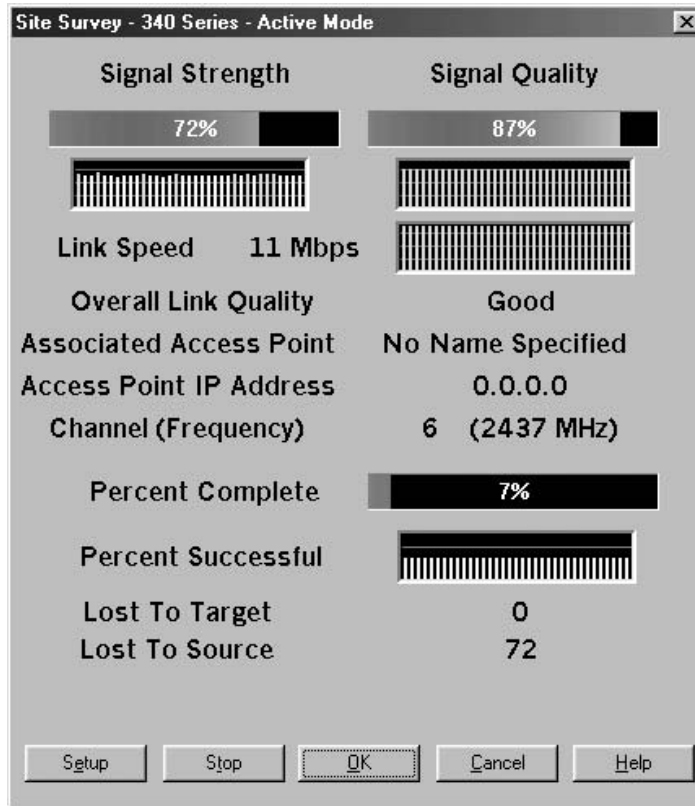 Site Survey - 340 Series - Active Mode
Signal Strength
Signal Quality
72%
87%
Link Speed 11 Mbps
Overall Link Quality Good
Associated Access Point No Name Specified
Access Point IP Address 0.0.0.0
Channel (Frequency) 6 (2437 MHz)
Percent Complete 7%
Percent Successful
Lost To Target 0
Lost To Source 72
Setup Stop OK Cancel Help